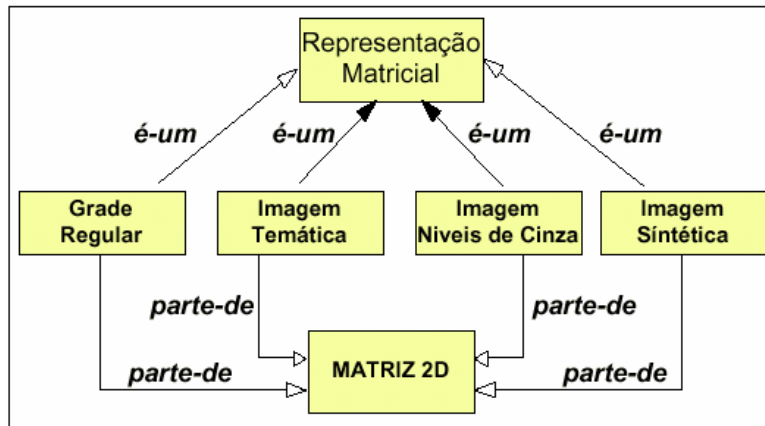 Representação
Matricial
é-um
é-um
é-um
é-um
Grade
Regular
Imagem
Temática
Imagem
Niveis de Cinza
Imagem
Síntética
parte-de
parte-de
MATRIZ 2D
parte-de
parte-de